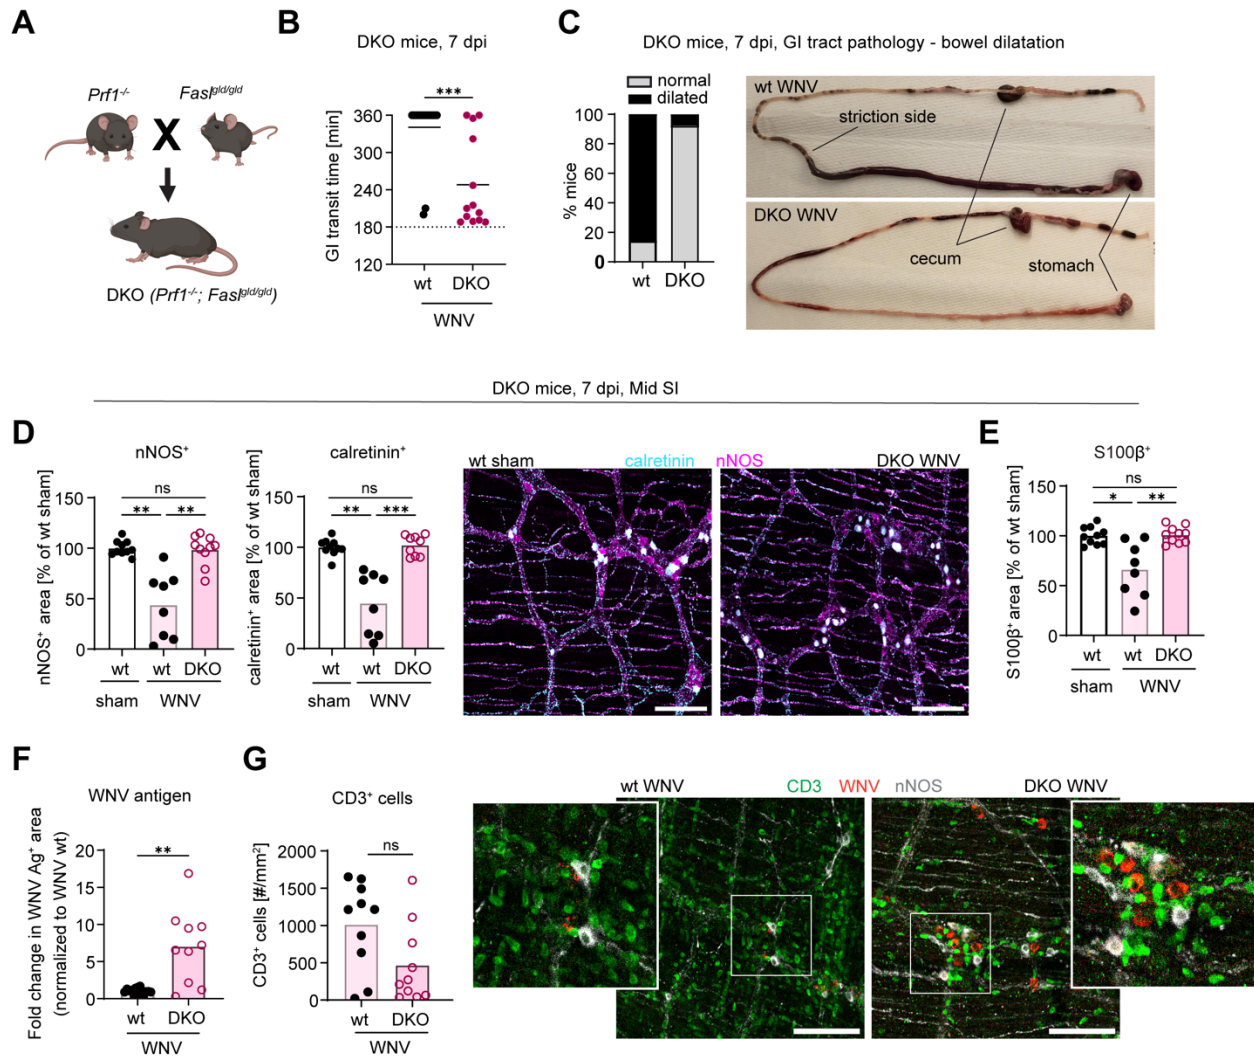 A
Prf1-/-
Faslgld/gld
X
DKO (Prf1-/-; Faslgld/gld)
B
DKO mice, 7 dpi
***
GI transit time [min]
360
300
240
180
120
wt DKO
WNV
C
DKO mice, 7 dpi, GI tract pathology - bowel dilatation
normal
dilated
% mice
100
80
60
40
20
0
wt DKO
wt WNV
striction side
DKO WNV
cecum
stomach
DKO mice, 7 dpi, Mid SI
D
nNOS+
nNOS+ area [% of wt sham]
150
100
50
0
ns
** **
wt wt DKO
sham WNV
calretinin+
calretinin+ area [% of wt sham]
150
100
50
0
ns
** ***
wt wt DKO
sham WNV
wt sham calretinin nNOS DKO WNV
E
S100β+
S100β+ area [% of wt sham]
150
100
50
0
ns
* **
wt wt DKO
sham WNV
F
WNV antigen
Fold change in WNV Ag+ area
(normalized to WNV wt)
20
15
10
5
0
**
wt DKO
WNV
G
CD3+ cells
CD3+ cells [#/mm2]
2000
1500
1000
500
0
ns
wt DKO
WNV
wt WNV CD3 WNV nNOS DKO WNV